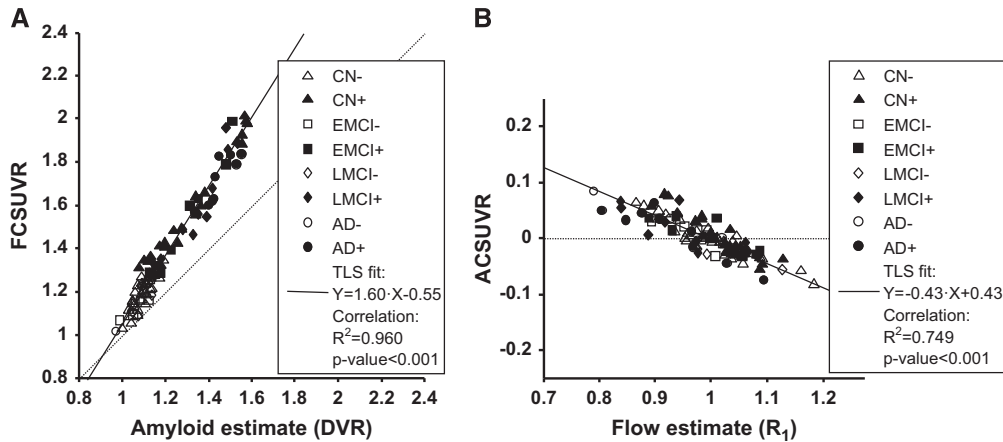 A
2.4
2.2
2
1.8
1.6
1.4
1.2
1
0.8
FCSUVR
0.8 1 1.2 1.4 1.6 1.8 2 2.2 2.4
Amyloid estimate (DVR)
CN-
CN+
EMCI-
EMCI+
LMCI-
LMCI+
AD-
AD+
TLS fit:
Y=1.60·X-0.55
Correlation:
R²=0.960
p-value<0.001
B
0.2
0.1
0
-0.1
-0.2
ACSUVR
0.7 0.8 0.9 1 1.1 1.2
Flow estimate (R₁)
CN-
CN+
EMCI-
EMCI+
LMCI-
LMCI+
AD-
AD+
TLS fit:
Y=-0.43·X+0.43
Correlation:
R²=0.749
p-value<0.001